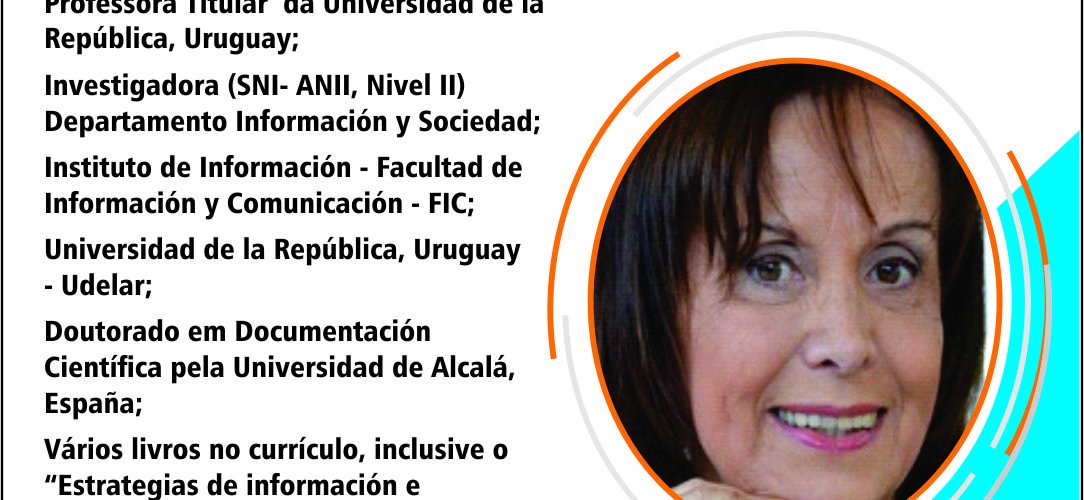 Professora Titular da Universidad de la
República, Uruguay;
Investigadora (SNI- ANII, Nivel II)
Departamento Información y Sociedad;
Instituto de Información - Facultad de
Información y Comunicación - FIC;
Universidad de la República, Uruguay
- Udelar;
Doutorado em Documentación
Científica pela Universidad de Alcalá,
España;
Vários livros no currículo, inclusive o
“Estrategias de información e